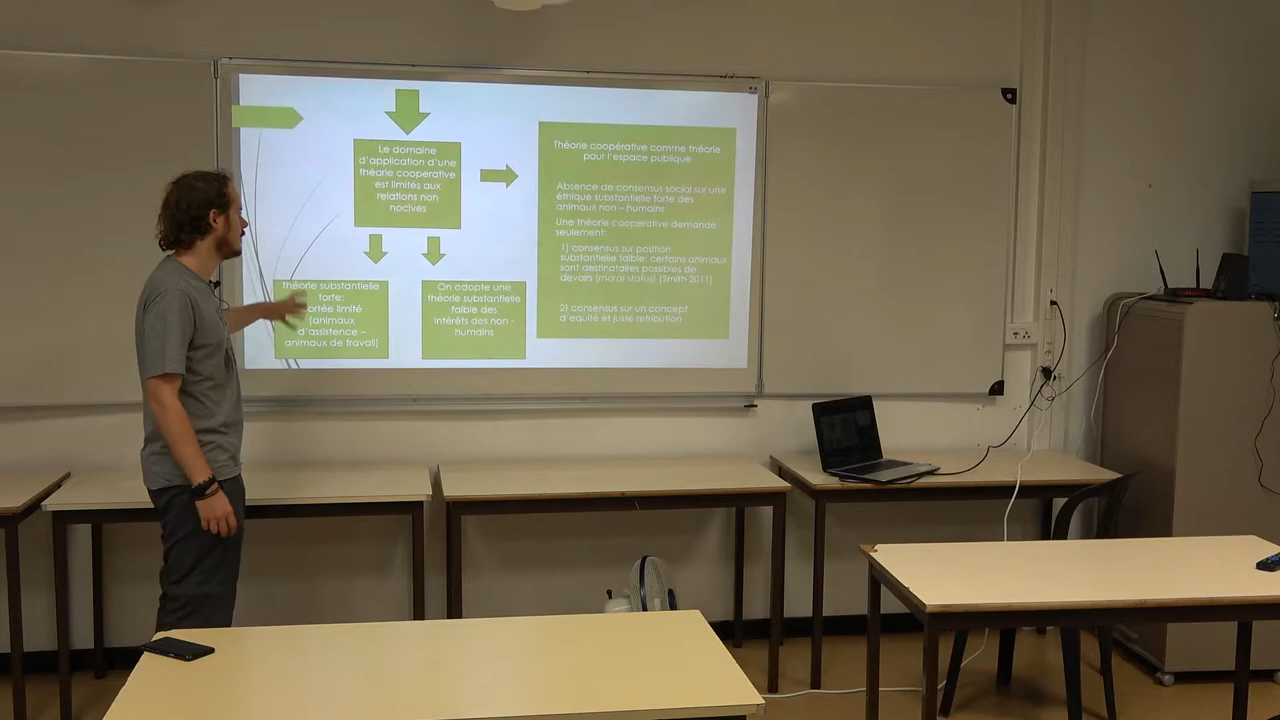 Le domaine
d'application d'une
théorie cooperative
est limités aux
relations non
nocives
théorie substantielle
forte:
portée limité
(animaux
d'assistence –
animaux de travail)
On adopte une
théorie substantielle
faible des
intérêts des non -
humains
Théorie coopérative comme théorie
pour l'espace publique
Absence de consensus social sur une
éthique substantielle forte des
animaux non – humains
Une théorie cooperative demande
seulement:
1) consensus sur position
substantielle faible: certains animaux
sont destinataires possibles de
devoirs (moral status) (Smith 2011)
2) consensus sur un concept
d'equité et juste retribution